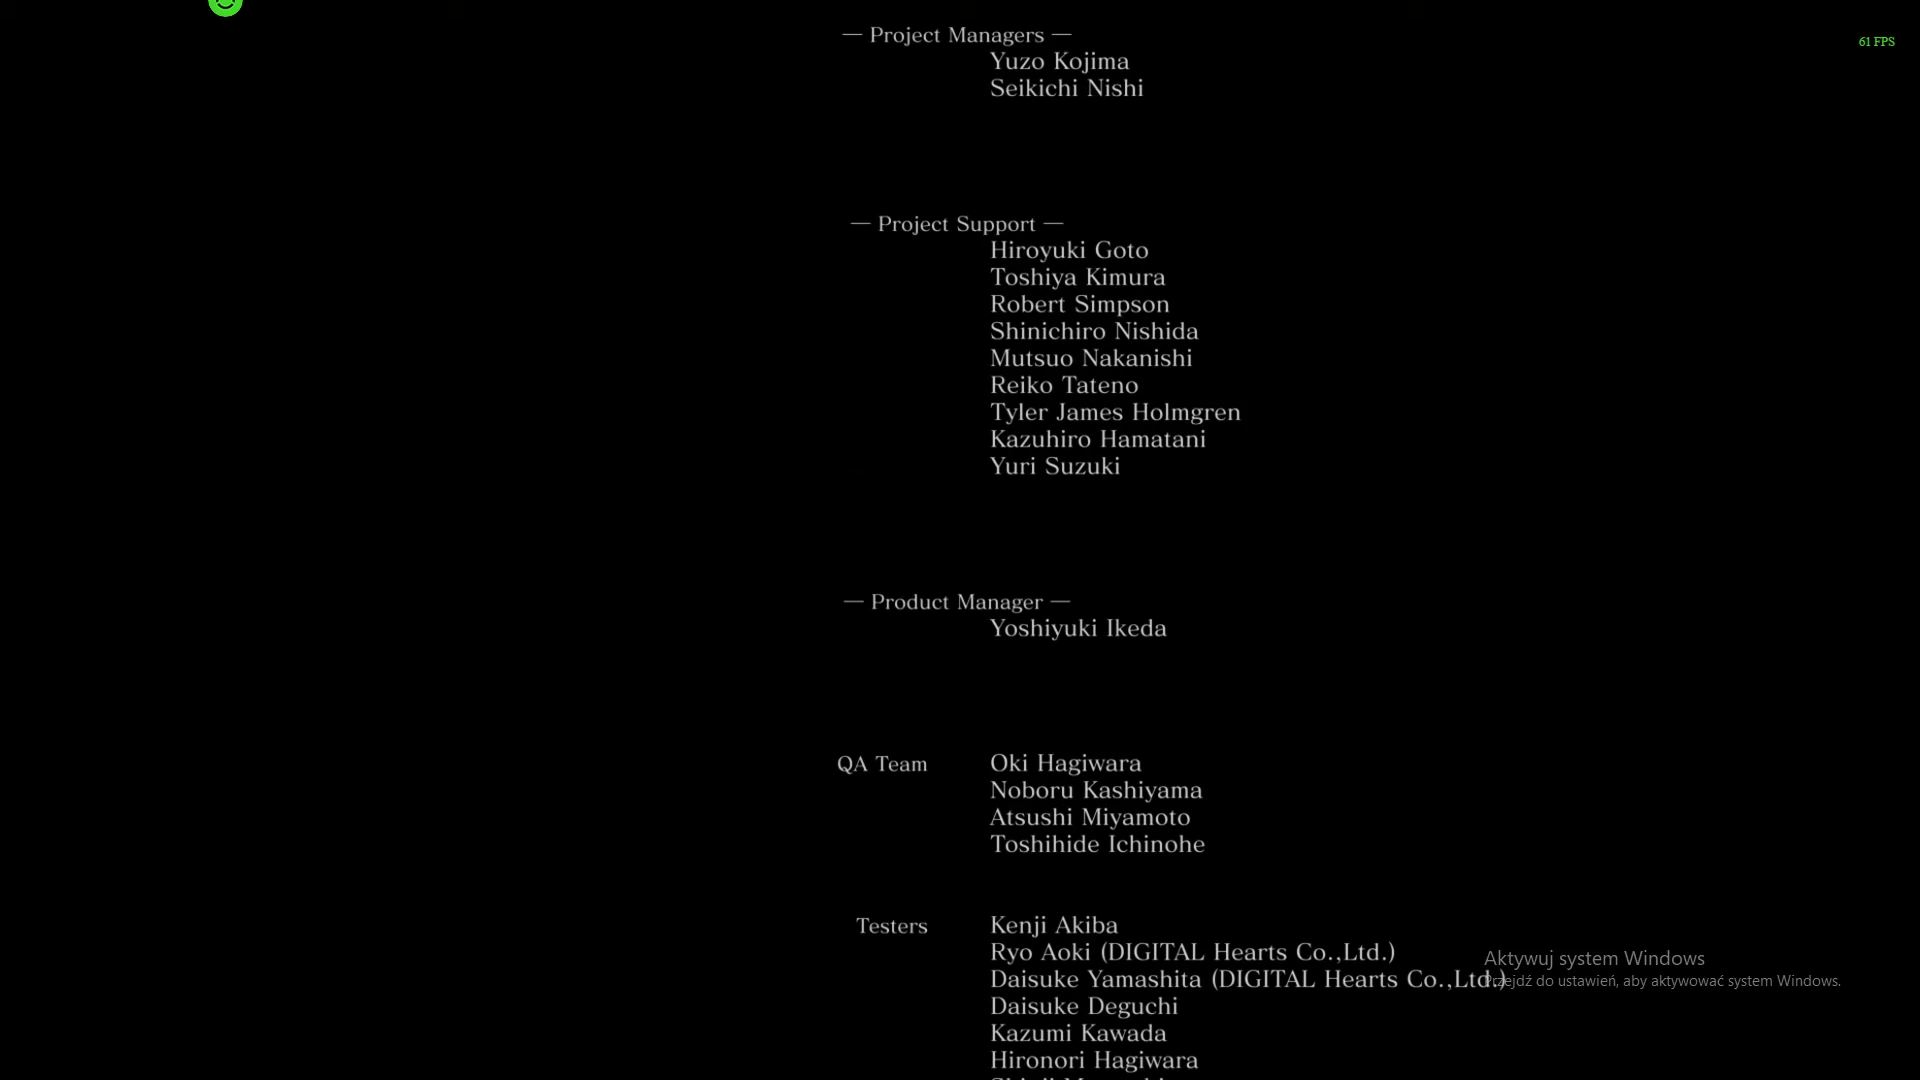 — Project Managers —
61 FPS
Yuzo Kojima
Seikichi Nishi
— Project Support —
Hiroyuki Goto
Toshiya Kimura
Robert Simpson
Shinichiro Nishida
Mutsuo Nakanishi
Reiko Tateno
Tyler James Holmgren
Kazuhiro Hamatani
Yuri Suzuki
— Product Manager —
Yoshiyuki Ikeda
QA Team Oki Hagiwara
Noboru Kashiyama
Atsushi Miyamoto
Toshihide Ichinohe
Testers Kenji Akiba
Ryo Aoki (DIGITAL Hearts Co.,Ltd.)
Daisuke Yamashita (DIGITAL Hearts Co.,Ltd.)
Daisuke Deguchi
Kazumi Kawada
Hironori Hagiwara
Aktywuj system Windows
Przejdź do ustawień, aby aktywować system Windows.